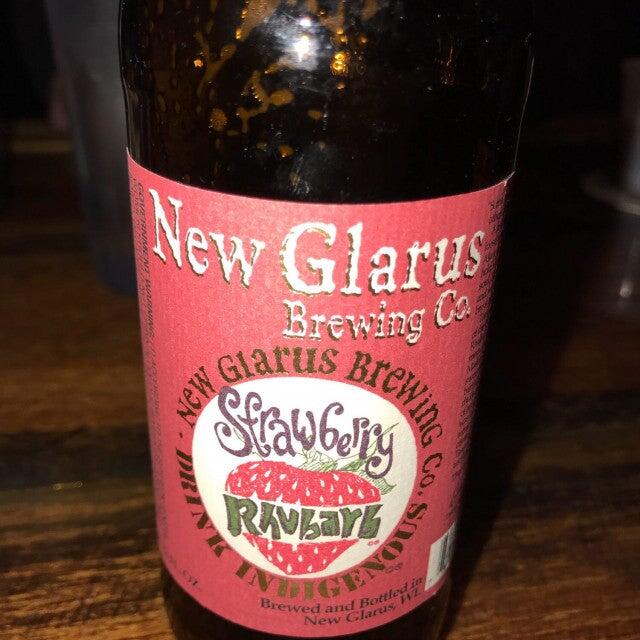 New Glarus
Brewing Co.
· New Glarus Brewing Co. ·
Drink Indigenous
Strawberry
Rhubarb
Brewed and Bottled in
New Glarus, WI.
OZ.